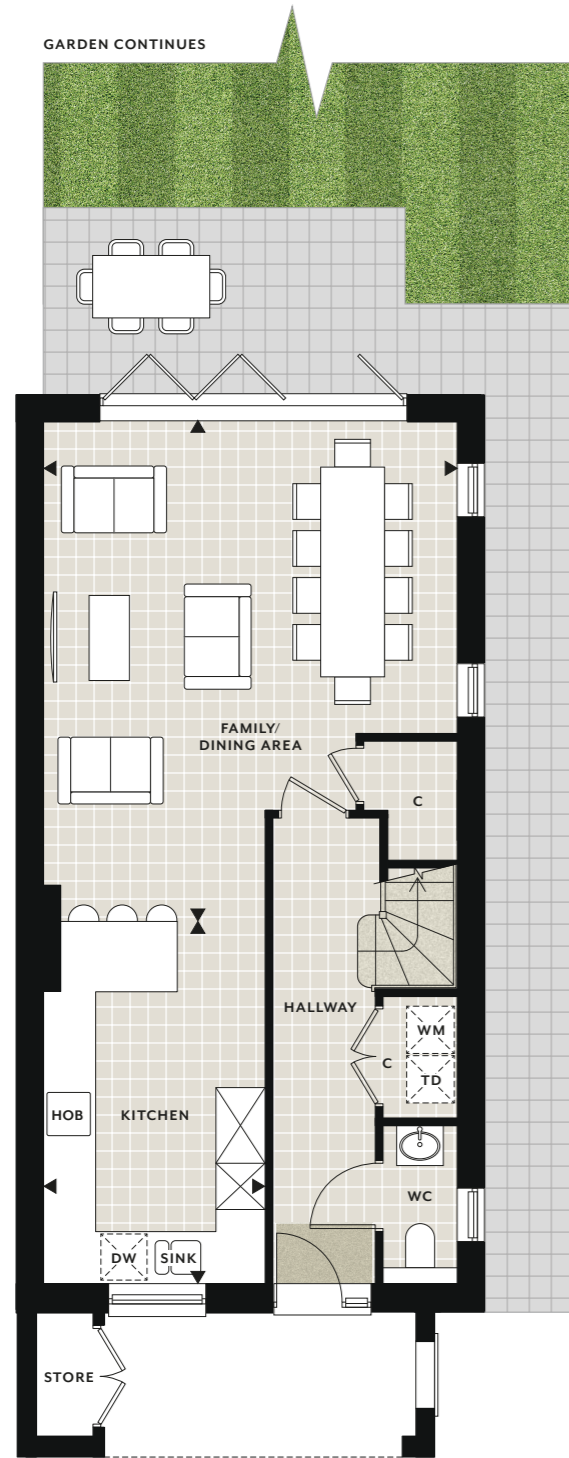 GARDEN CONTINUES
FAMILY/
DINING AREA
C
HALLWAY
WM
C
TD
HOB
KITCHEN
WC
DW
SINK
STORE